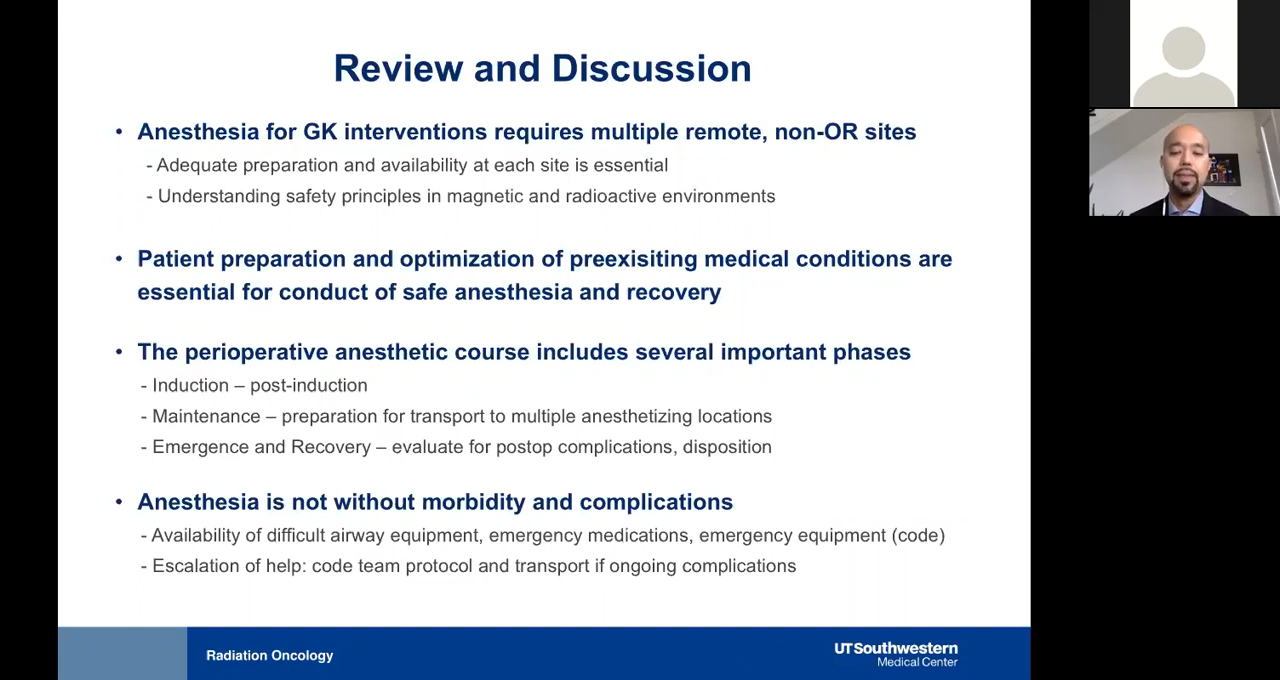 Review and Discussion
• Anesthesia for GK interventions requires multiple remote, non-OR sites
- Adequate preparation and availability at each site is essential
- Understanding safety principles in magnetic and radioactive environments
• Patient preparation and optimization of preexisiting medical conditions are
essential for conduct of safe anesthesia and recovery
• The perioperative anesthetic course includes several important phases
- Induction – post-induction
- Maintenance – preparation for transport to multiple anesthetizing locations
- Emergence and Recovery – evaluate for postop complications, disposition
• Anesthesia is not without morbidity and complications
- Availability of difficult airway equipment, emergency medications, emergency equipment (code)
- Escalation of help: code team protocol and transport if ongoing complications
Radiation Oncology
UTSouthwestern
Medical Center